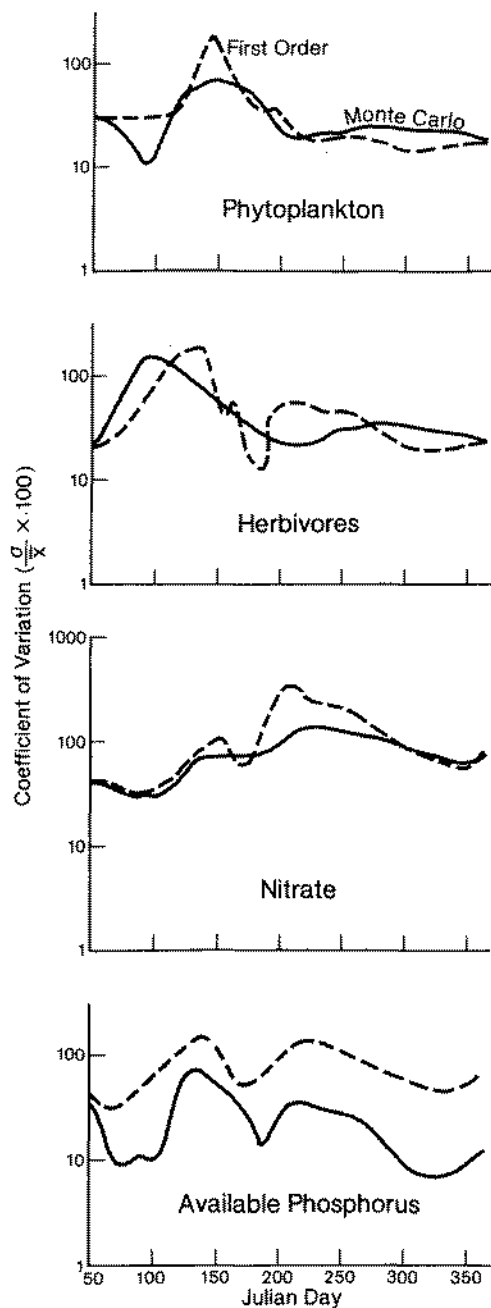 100
10
1
First Order
Monte Carlo
Phytoplankton
100
10
1
Herbivores
Coefficient of Variation (σ/x̄ × 100)
1000
100
10
1
Nitrate
100
10
1
Available Phosphorus
50 100 150 200 250 300 350
Julian Day